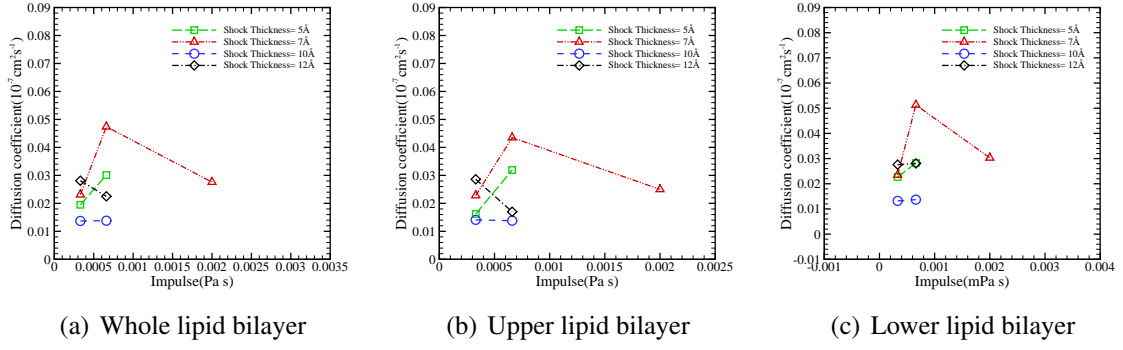 0.09
0.08
0.07
0.06
0.05
0.04
0.03
0.02
0.01
0
Diffusion coefficient(10⁻⁷ cm²s⁻¹)
Shock Thickness= 5Å
Shock Thickness= 7Å
Shock Thickness= 10Å
Shock Thickness= 12Å
0 0.0005 0.001 0.0015 0.002 0.0025 0.003 0.0035
Impulse(Pa s)
(a) Whole lipid bilayer
0.09
0.08
0.07
0.06
0.05
0.04
0.03
0.02
0.01
0
Diffusion coefficient(10⁻⁷ cm²s⁻¹)
Shock Thickness= 5Å
Shock Thickness= 7Å
Shock Thickness= 10Å
Shock Thickness= 12Å
0 0.0005 0.001 0.0015 0.002 0.0025
Impulse(Pa s)
(b) Upper lipid bilayer
0.09
0.08
0.07
0.06
0.05
0.04
0.03
0.02
0.01
0
-0.01
Diffusion coefficient(10⁻⁷ cm²s⁻¹)
Shock Thickness= 5Å
Shock Thickness= 7Å
Shock Thickness= 10Å
Shock Thickness= 12Å
-0.001 0 0.001 0.002 0.003 0.004
Impulse(mPa s)
(c) Lower lipid bilayer